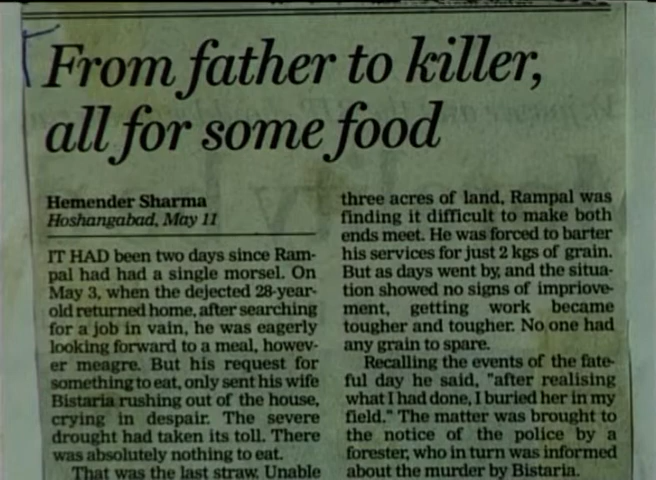 From father to killer,
all for some food
Hemender Sharma
Hoshangabad, May 11
IT HAD been two days since Ram-
pal had had a single morsel. On
May 3, when the dejected 28-year-
old returned home, after searching
for a job in vain, he was eagerly
looking forward to a meal, howev-
er meagre. But his request for
something to eat, only sent his wife
Bistaria rushing out of the house,
crying in despair. The severe
drought had taken its toll. There
was absolutely nothing to eat.
That was the last straw. Unable
three acres of land, Rampal was
finding it difficult to make both
ends meet. He was forced to barter
his services for just 2 kgs of grain.
But as days went by, and the situa-
tion showed no signs of impriove-
ment, getting work became
tougher and tougher. No one had
any grain to spare.
Recalling the events of the fate-
ful day he said, "after realising
what I had done, I buried her in my
field." The matter was brought to
the notice of the police by a
forester, who in turn was informed
about the murder by Bistaria.